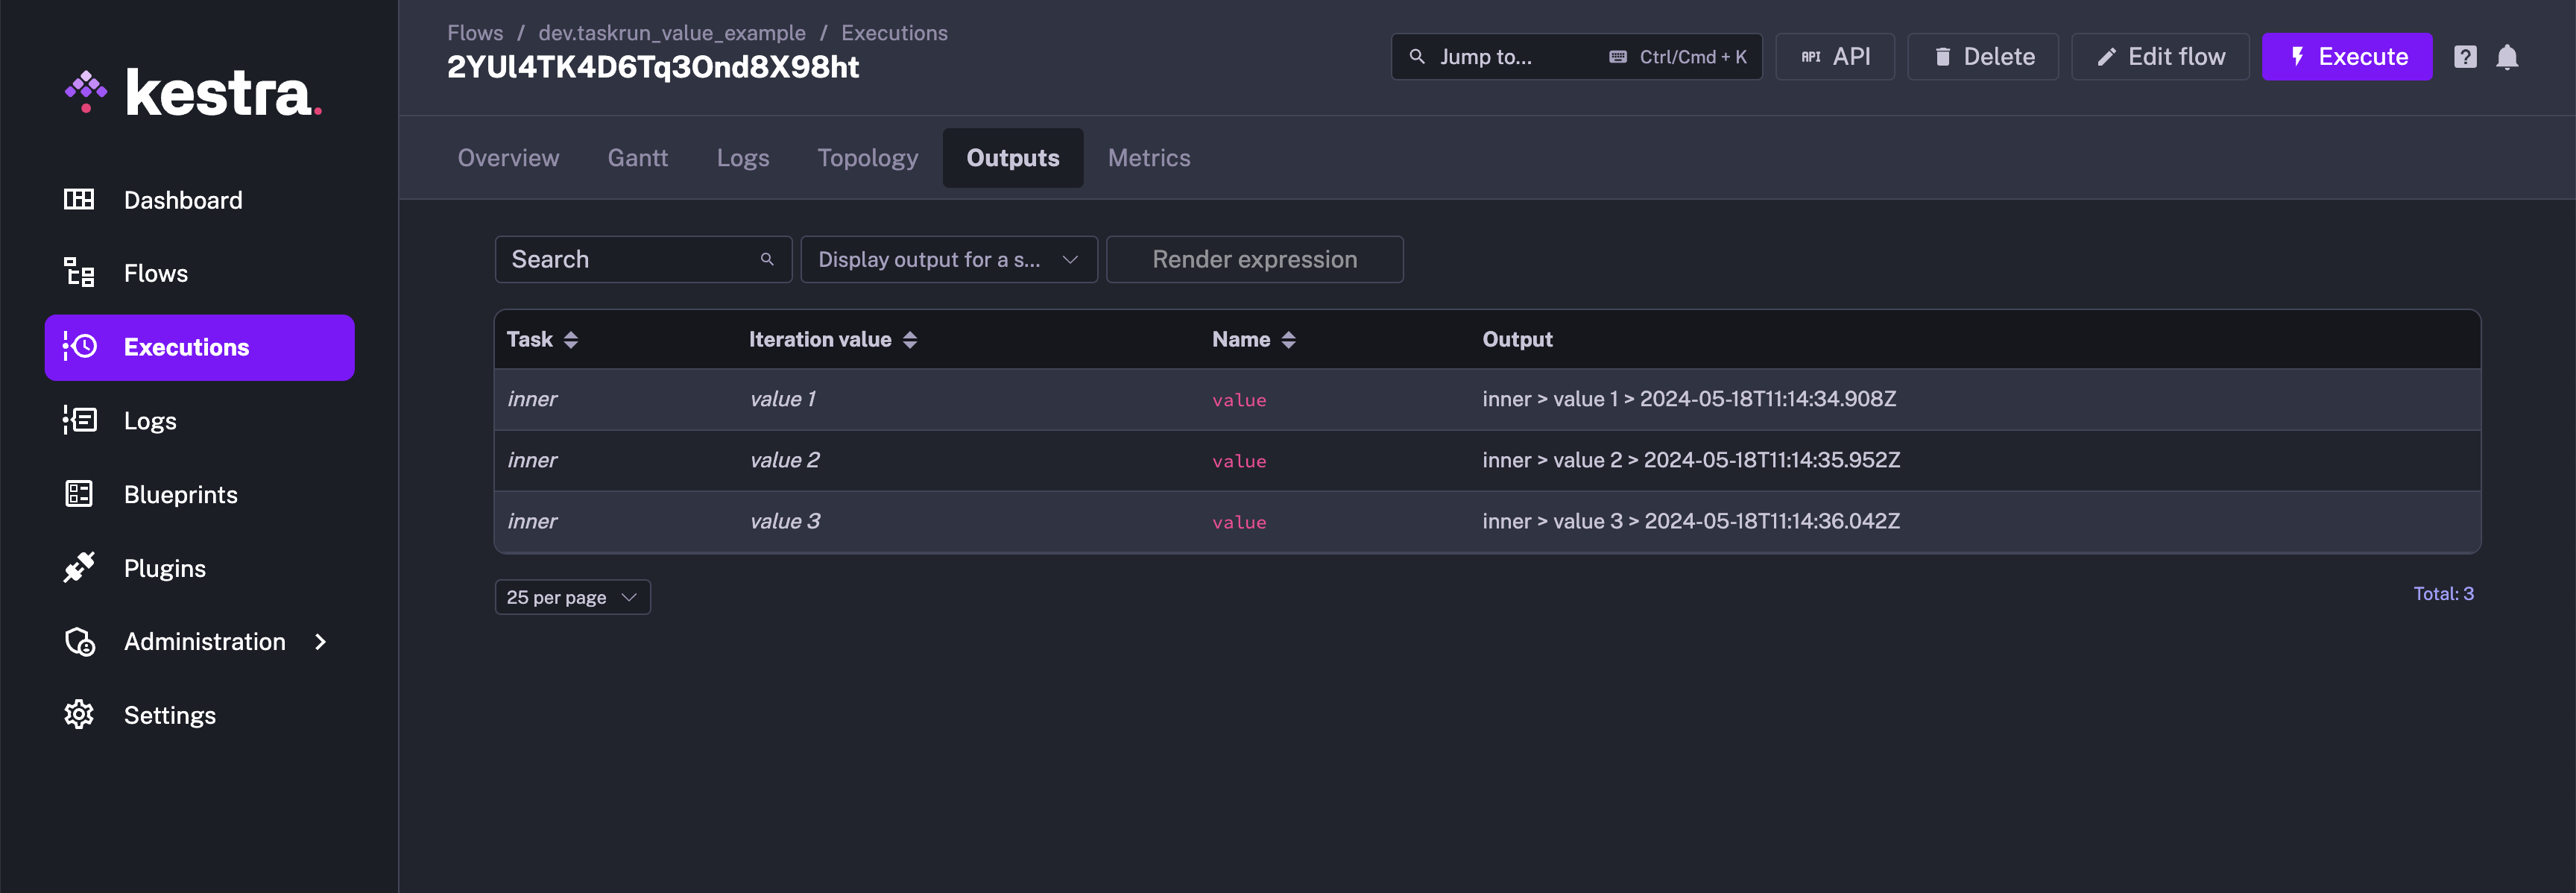 kestra.
Dashboard
Flows
Executions
Logs
Blueprints
Plugins
Administration
Settings
Flows / dev.taskrun_value_example / Executions
2YUl4TK4D6Tq3Ond8X98ht
Jump to... Ctrl/Cmd + K
API API
Delete
Edit flow
Execute
?
Overview Gantt Logs Topology Outputs Metrics
Search Display output for a s... Render expression
Task Iteration value Name Output
inner value 1 value inner > value 1 > 2024-05-18T11:14:34.908Z
inner value 2 value inner > value 2 > 2024-05-18T11:14:35.952Z
inner value 3 value inner > value 3 > 2024-05-18T11:14:36.042Z
25 per page Total: 3